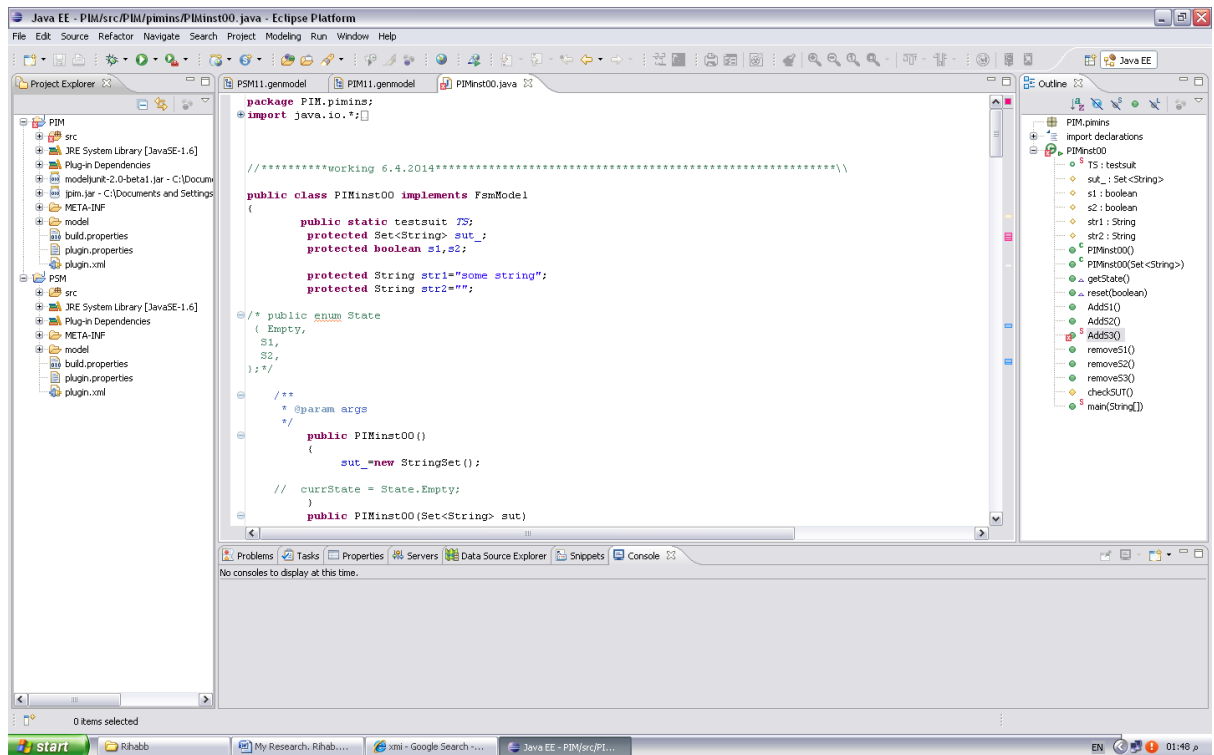 Java EE - PIM/src/PIM/pimins/PIMinst00.java - Eclipse Platform
File Edit Source Refactor Navigate Search Project Modeling Run Window Help
Java EE
Project Explorer
PIM
src
JRE System Library [JavaSE-1.6]
Plug-in Dependencies
modeljunit-2.0-beta1.jar - C:\Docum
jpim.jar - C:\Documents and Settings
META-INF
model
build.properties
plugin.properties
plugin.xml
PSM
src
JRE System Library [JavaSE-1.6]
Plug-in Dependencies
META-INF
model
build.properties
plugin.properties
plugin.xml
PSM11.genmodel PIM11.genmodel PIMinst00.java
package PIM.pimins;
import java.io.*;
//**********working 6.4.2014*************************************************************\\
public class PIMinst00 implements FsmModel
{
public static testsuit TS;
protected Set<String> sut_;
protected boolean s1,s2;
protected String str1="some string";
protected String str2="";
/* public enum State
{ Empty,
S1,
S2,
};*/
/**
* @param args
*/
public PIMinst00()
{
sut_=new StringSet();
// currState = State.Empty;
}
public PIMinst00(Set<String> sut)
Outline
PIM.pimins
import declarations
PIMinst00
TS : testsuit
sut_ : Set<String>
s1 : boolean
s2 : boolean
str1 : String
str2 : String
PIMinst00()
PIMinst00(Set<String>)
getState()
reset(boolean)
AddS1()
AddS2()
AddS3()
removeS1()
removeS2()
removeS3()
checkSUT()
main(String[])
Problems Tasks Properties Servers Data Source Explorer Snippets Console
No consoles to display at this time.
0 items selected
start Rihabb My Research. Rihab.... xmi - Google Search -... Java EE - PIM/src/PI... EN 01:48 م